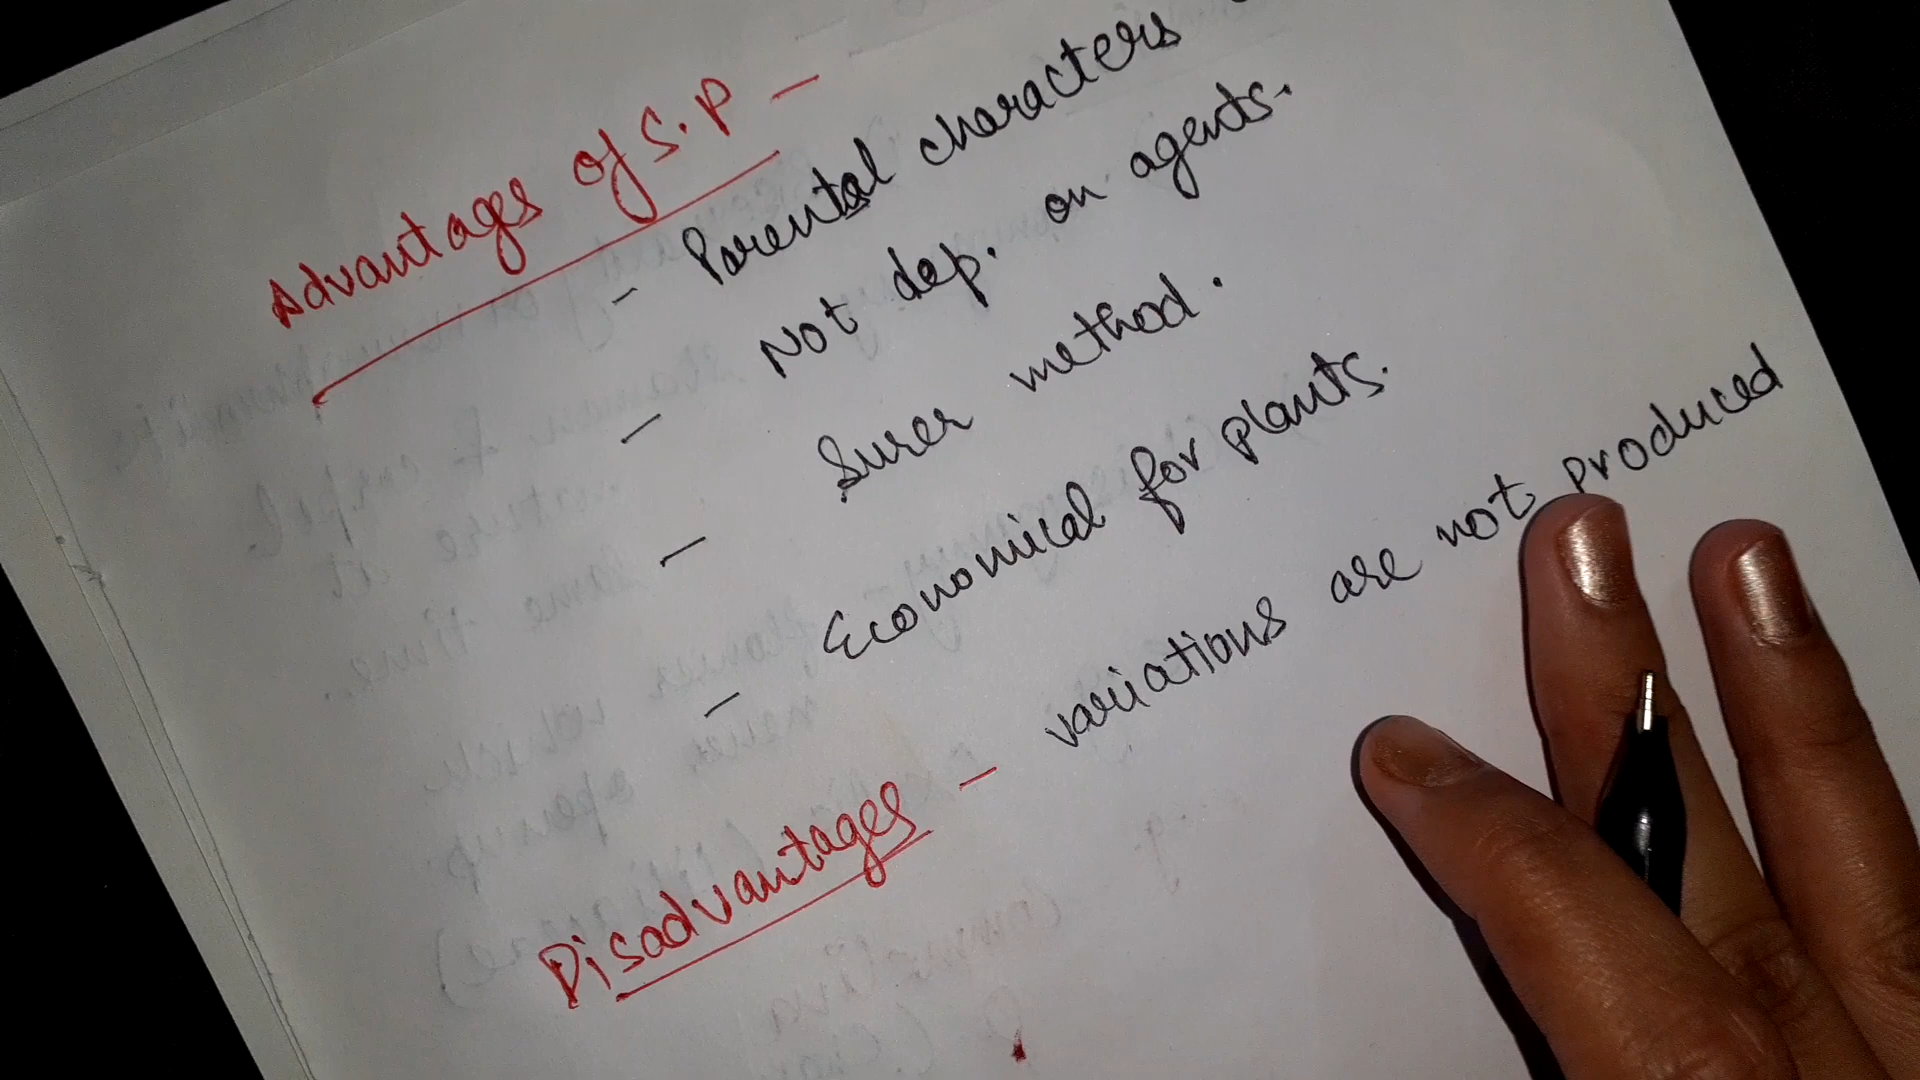 Advantages of S.P -
- Parental characters
- Not dep. on agents.
- Surer method.
- Economical for plants.
Disadvantages - variations are not produced